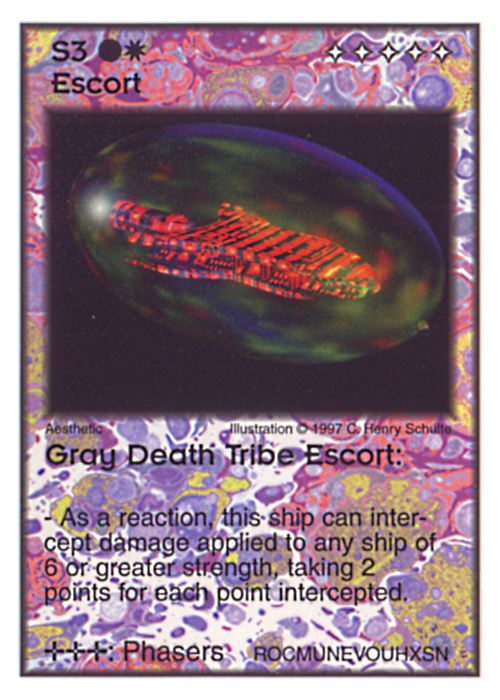 S3
Escort
Aesthetic
Illustration © 1997 C. Henry Schulte
Gray Death Tribe Escort:
- As a reaction, this ship can inter-
cept damage applied to any ship of
6 or greater strength, taking 2
points for each point intercepted.
: Phasers ROCMUNEVOUHXSN